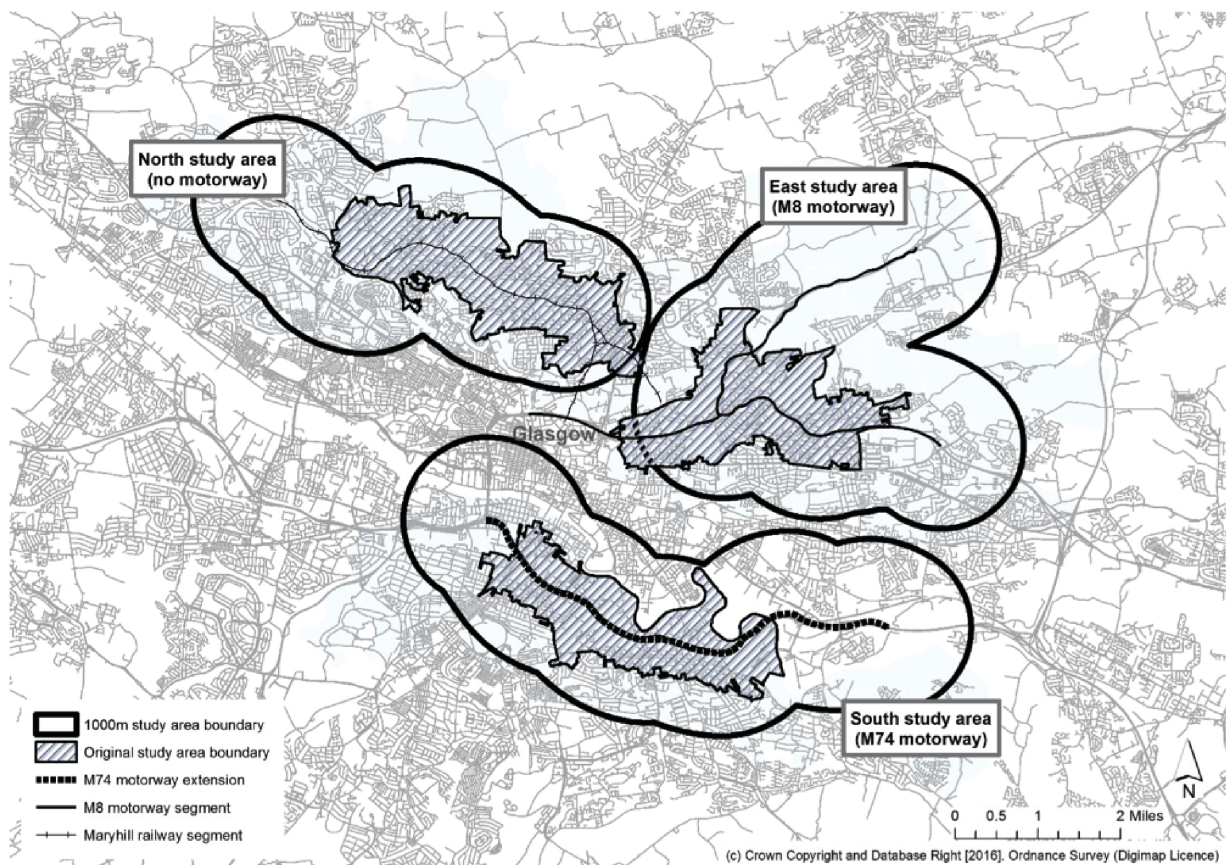 North study area
(no motorway)
East study area
(M8 motorway)
Glasgow
South study area
(M74 motorway)
1000m study area boundary
Original study area boundary
M74 motorway extension
M8 motorway segment
Maryhill railway segment
N
0 0.5 1 2 Miles
(c) Crown Copyright and Database Right [2016]. Ordnance Survey (Digimap Licence)